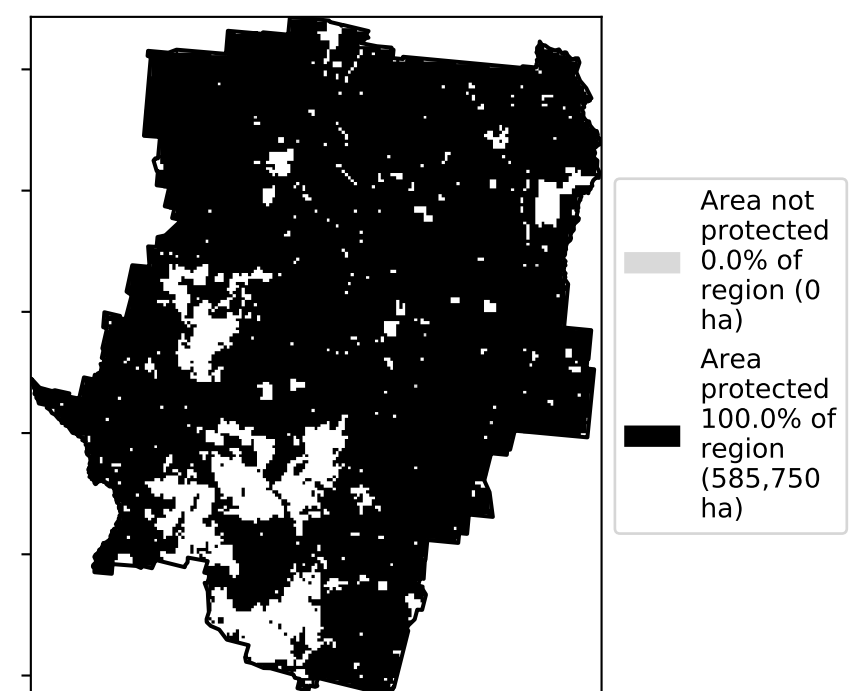 Area not
protected
0.0% of
region (0
ha)
Area
protected
100.0% of
region
(585,750
ha)